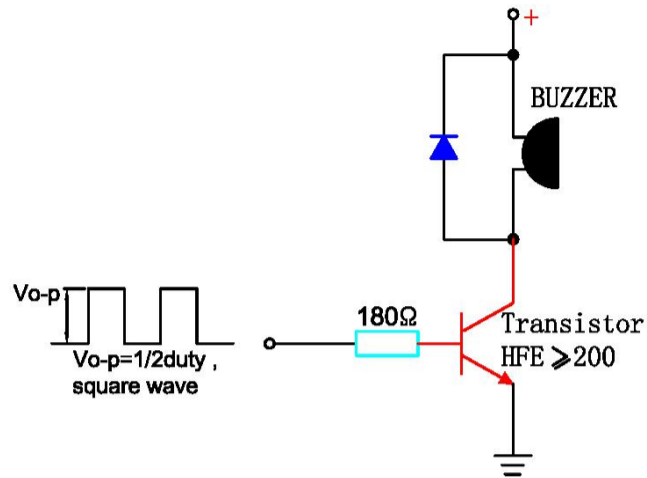 +
BUZZER
Vo-p
180Ω
Transistor
HFE ≥200
Vo-p=1/2duty ,
square wave